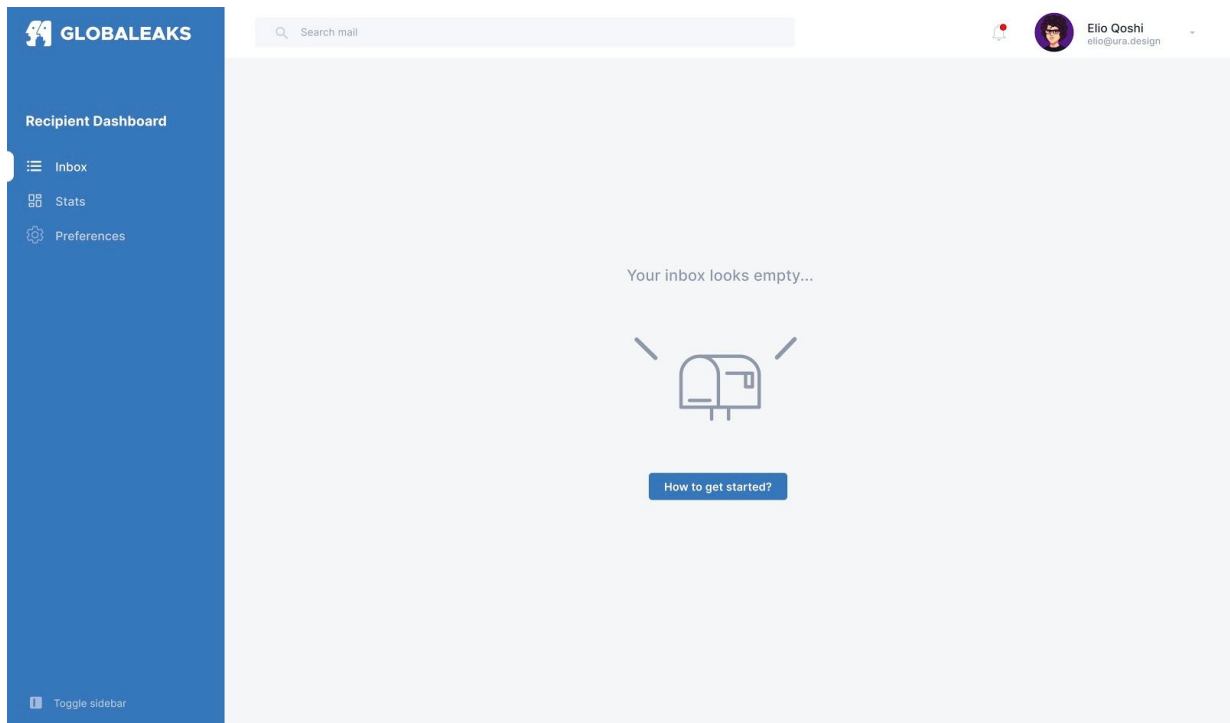 GLOBALEAKS
Search mail
Elio Qoshi
elio@ura.design
Recipient Dashboard
Inbox
Stats
Preferences
Your inbox looks empty...
How to get started?
Toggle sidebar